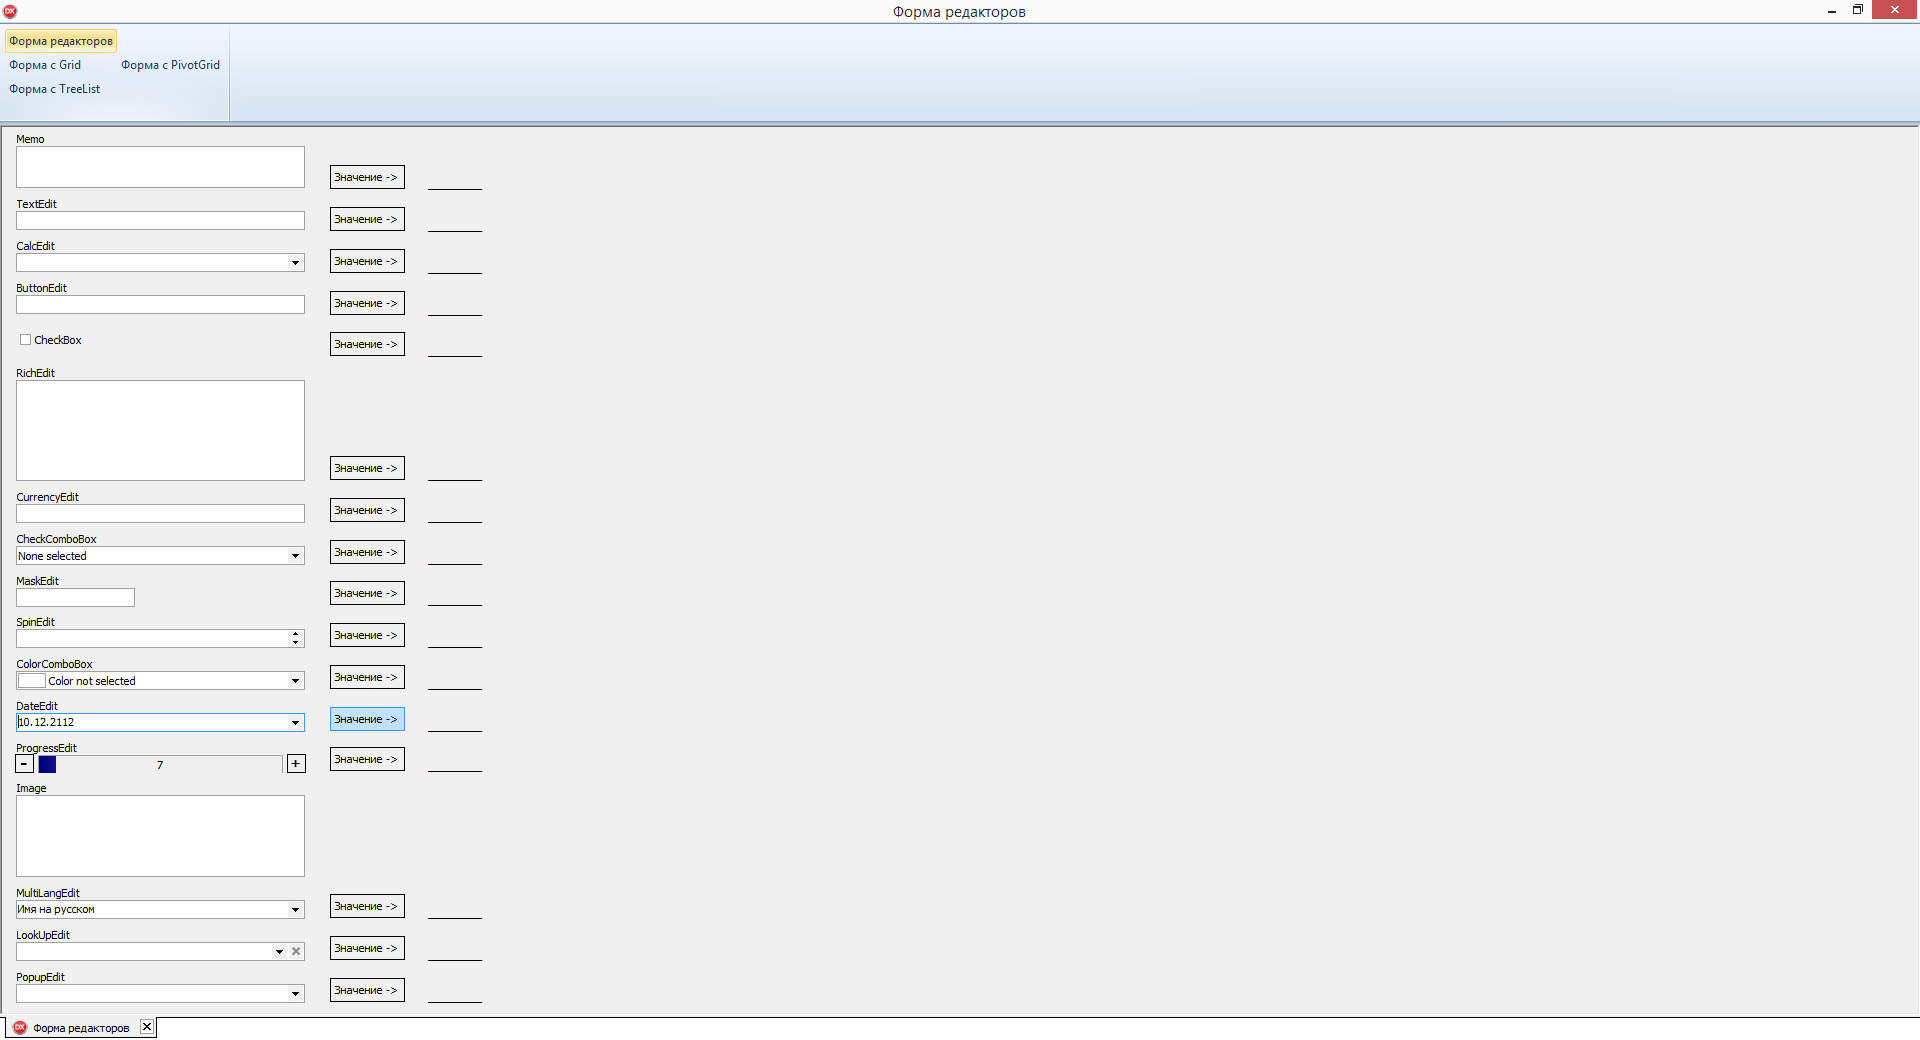 DX Форма редакторов
Форма редакторов
Форма с Grid Форма с PivotGrid
Форма с TreeList
Memo
Значение ->
TextEdit
Значение ->
CalcEdit
Значение ->
ButtonEdit
Значение ->
CheckBox Значение ->
RichEdit
Значение ->
CurrencyEdit
Значение ->
CheckComboBox
None selected Значение ->
MaskEdit
Значение ->
SpinEdit
Значение ->
ColorComboBox
Color not selected Значение ->
DateEdit
10.12.2112 Значение ->
ProgressEdit
- 7 + Значение ->
Image
MultiLangEdit
Имя на русском Значение ->
LookUpEdit
Значение ->
PopupEdit
Значение ->
DX Форма редакторов